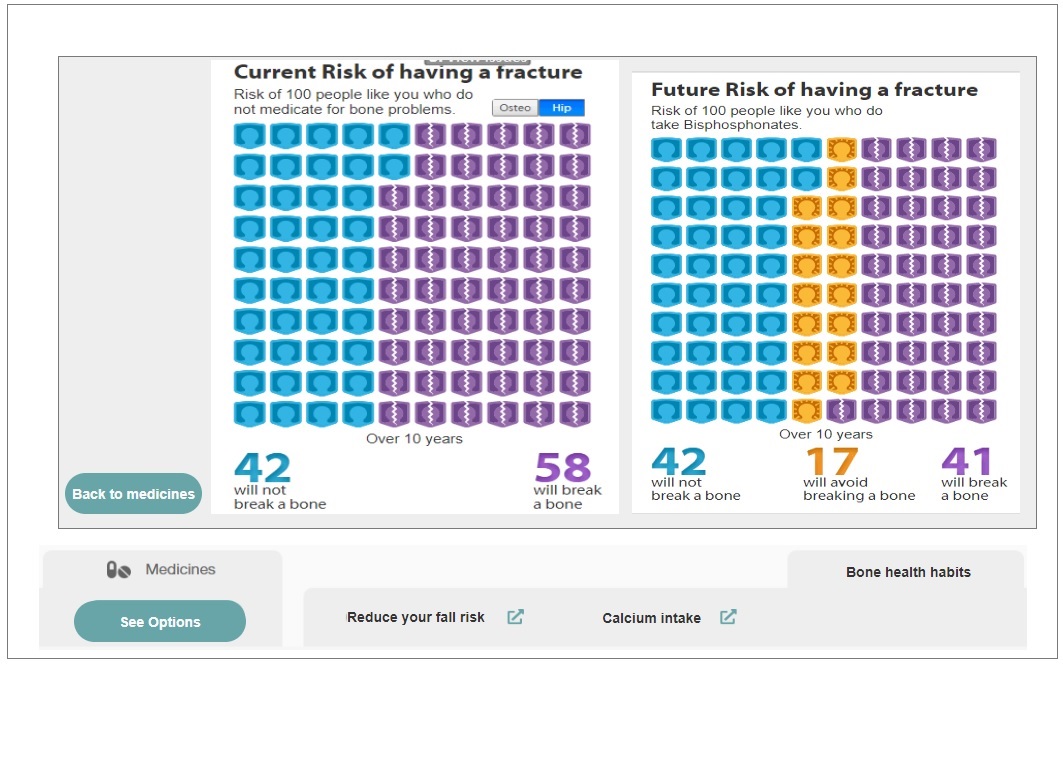 Current Risk of having a fracture
Risk of 100 people like you who do
not medicate for bone problems.
Osteo
Hip
Over 10 years
42
will not
break a bone
58
will break
a bone
Future Risk of having a fracture
Risk of 100 people like you who do
take Bisphosphonates.
Over 10 years
42
will not
break a bone
17
will avoid
breaking a bone
41
will break
a bone
Back to medicines
Medicines
See Options
Bone health habits
Reduce your fall risk
Calcium intake